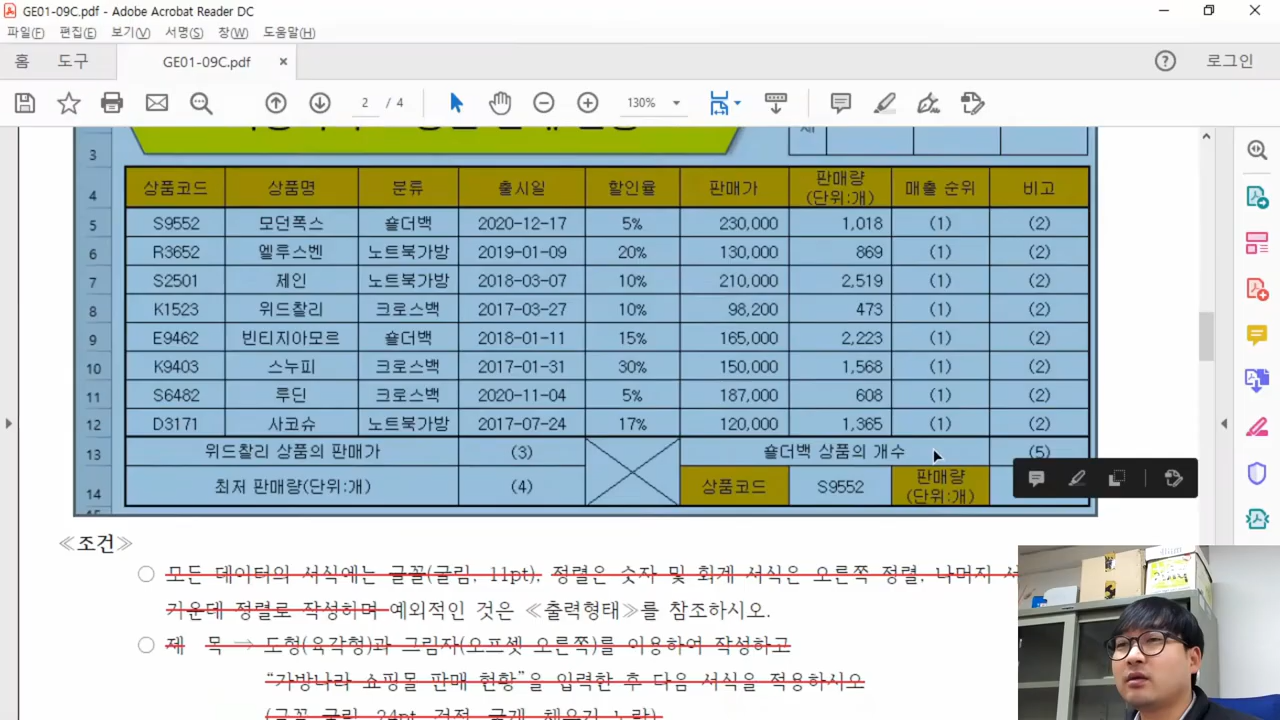 GE01-09C.pdf - Adobe Acrobat Reader DC
파일(F) 편집(E) 보기(V) 서명(S) 창(W) 도움말(H)
홈 도구 GE01-09C.pdf × 로그인
2 / 4 130%
3
4 상품코드 상품명 분류 출시일 할인율 판매가 판매량 (단위:개) 매출 순위 비고
5 S9552 모던폭스 숄더백 2020-12-17 5% 230,000 1,018 (1) (2)
6 R3652 엘루스벤 노트북가방 2019-01-09 20% 130,000 869 (1) (2)
7 S2501 제인 노트북가방 2018-03-07 10% 210,000 2,519 (1) (2)
8 K1523 위드찰리 크로스백 2017-03-27 10% 98,200 473 (1) (2)
9 E9462 빈티지아모르 숄더백 2018-01-11 15% 165,000 2,223 (1) (2)
10 K9403 스누피 크로스백 2017-01-31 30% 150,000 1,568 (1) (2)
11 S6482 루딘 크로스백 2020-11-04 5% 187,000 608 (1) (2)
12 D3171 사코슈 노트북가방 2017-07-24 17% 120,000 1,365 (1) (2)
13 위드찰리 상품의 판매가 (3) 숄더백 상품의 개수 (5)
14 최저 판매량(단위:개) (4) 상품코드 S9552 판매량 (단위:개)
≪조건≫
○ 모든 데이터의 서식에는 글꼴(굴림, 11pt), 정렬은 숫자 및 회계 서식은 오른쪽 정렬, 나머지 서
가운데 정렬로 작성하며 예외적인 것은 ≪출력형태≫를 참조하시오.
○ 제 목 ⇒ 도형(육각형)과 그림자(오프셋 오른쪽)를 이용하여 작성하고
“가방나라 쇼핑몰 판매 현황”을 입력한 후 다음 서식을 적용하시오
(글꼴-굴림, 24pt, 검정, 굵게, 채우기-노랑)